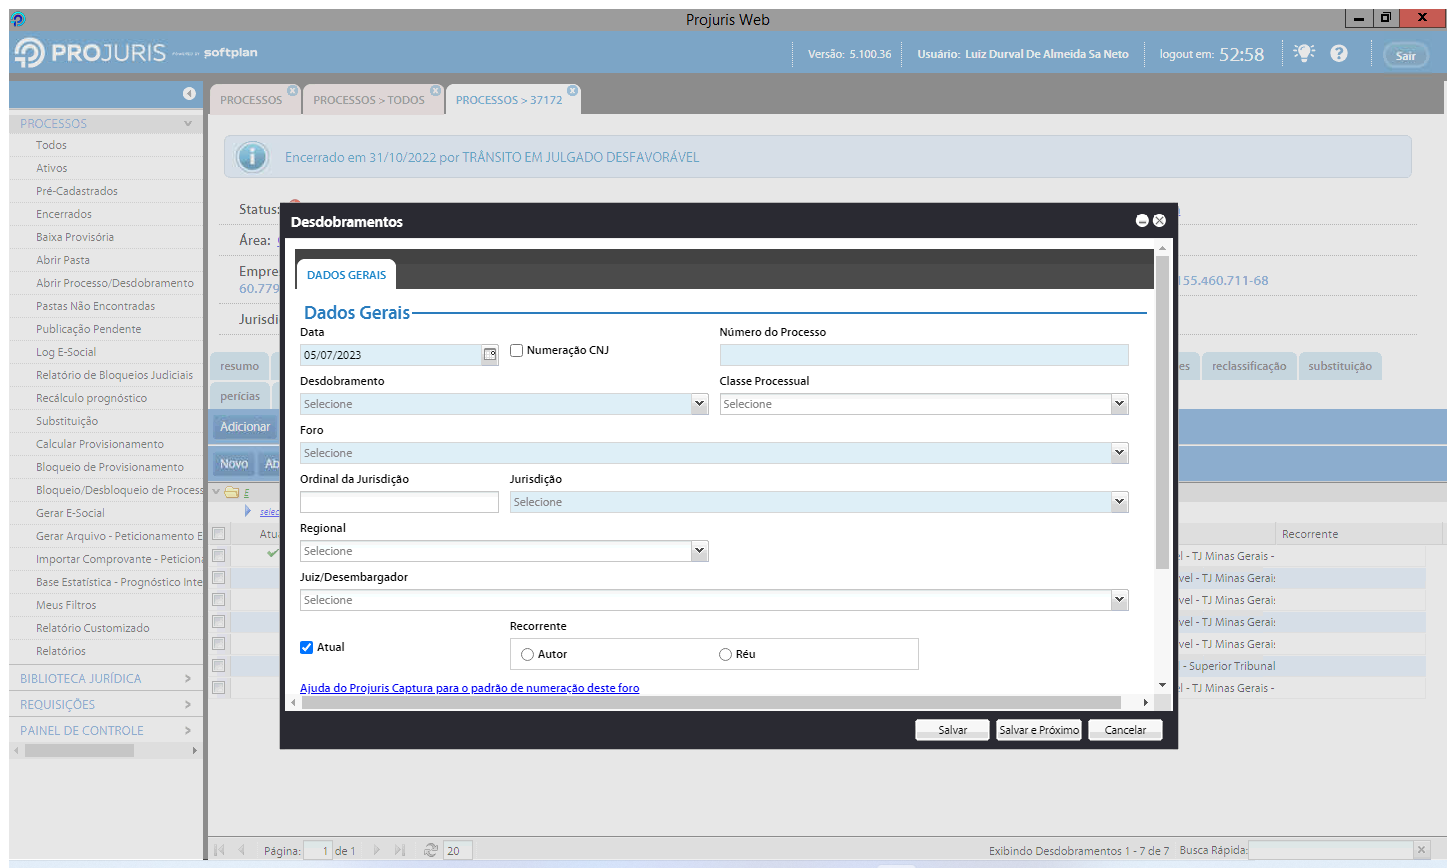 Projuris Web
PROJURIS POWERED BY softplan
Versão: 5.100.36
Usuário: Luiz Durval De Almeida Sa Neto
logout em: 52:58
Sair
PROCESSOS
PROCESSOS > TODOS
PROCESSOS > 37172
PROCESSOS
Todos
Ativos
Pré-Cadastrados
Encerrados
Baixa Provisória
Abrir Pasta
Abrir Processo/Desdobramento
Pastas Não Encontradas
Publicação Pendente
Log E-Social
Relatório de Bloqueios Judiciais
Recálculo prognóstico
Substituição
Calcular Provisionamento
Bloqueio de Provisionamento
Bloqueio/Desbloqueio de Process
Gerar E-Social
Gerar Arquivo - Peticionamento E
Importar Comprovante - Peticiona
Base Estatística - Prognóstico Inte
Meus Filtros
Relatório Customizado
Relatórios
BIBLIOTECA JURÍDICA >
REQUISIÇÕES >
PAINEL DE CONTROLE >
Encerrado em 31/10/2022 por TRÂNSITO EM JULGADO DESFAVORÁVEL
Status:
Área:
Empre
60.779
155.460.711-68
Jurisdi
resumo
es
reclassificação
substituição
perícias
Adicionar
Novo
Ab
E
selec
Atua
Recorrente
el - TJ Minas Gerais -
vel - TJ Minas Gerais
vel - TJ Minas Gerais
vel - TJ Minas Gerais
vel - TJ Minas Gerais
l - Superior Tribunal
el - TJ Minas Gerais -
Desdobramentos
DADOS GERAIS
Dados Gerais
Data
Número do Processo
05/07/2023
Numeração CNJ
Desdobramento
Classe Processual
Selecione
Selecione
Foro
Selecione
Ordinal da Jurisdição
Jurisdição
Selecione
Regional
Selecione
Juiz/Desembargador
Selecione
Recorrente
Atual
Autor
Réu
Ajuda do Projuris Captura para o padrão de numeração deste foro
Salvar
Salvar e Próximo
Cancelar
Página: 1 de 1
20
Exibindo Desdobramentos 1 - 7 de 7
Busca Rápida: